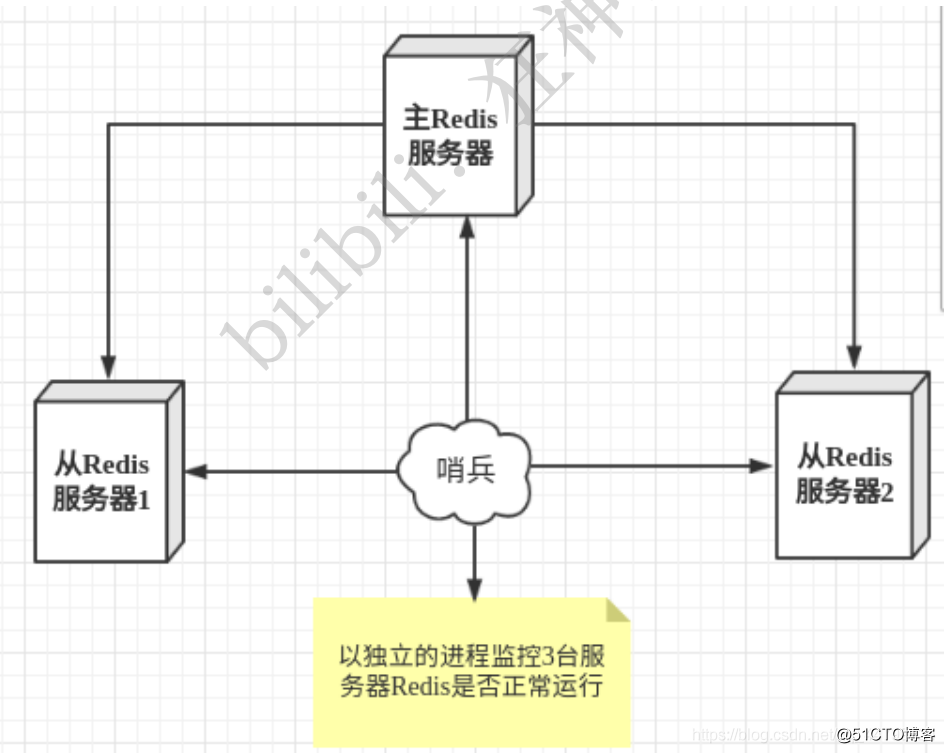 主Redis
服务器
bilibili:狂神
从Redis
服务器1
哨兵
从Redis
服务器2
以独立的进程监控3台服
务器Redis是否正常运行
https://blog.csdn.net/
@51CTO博客